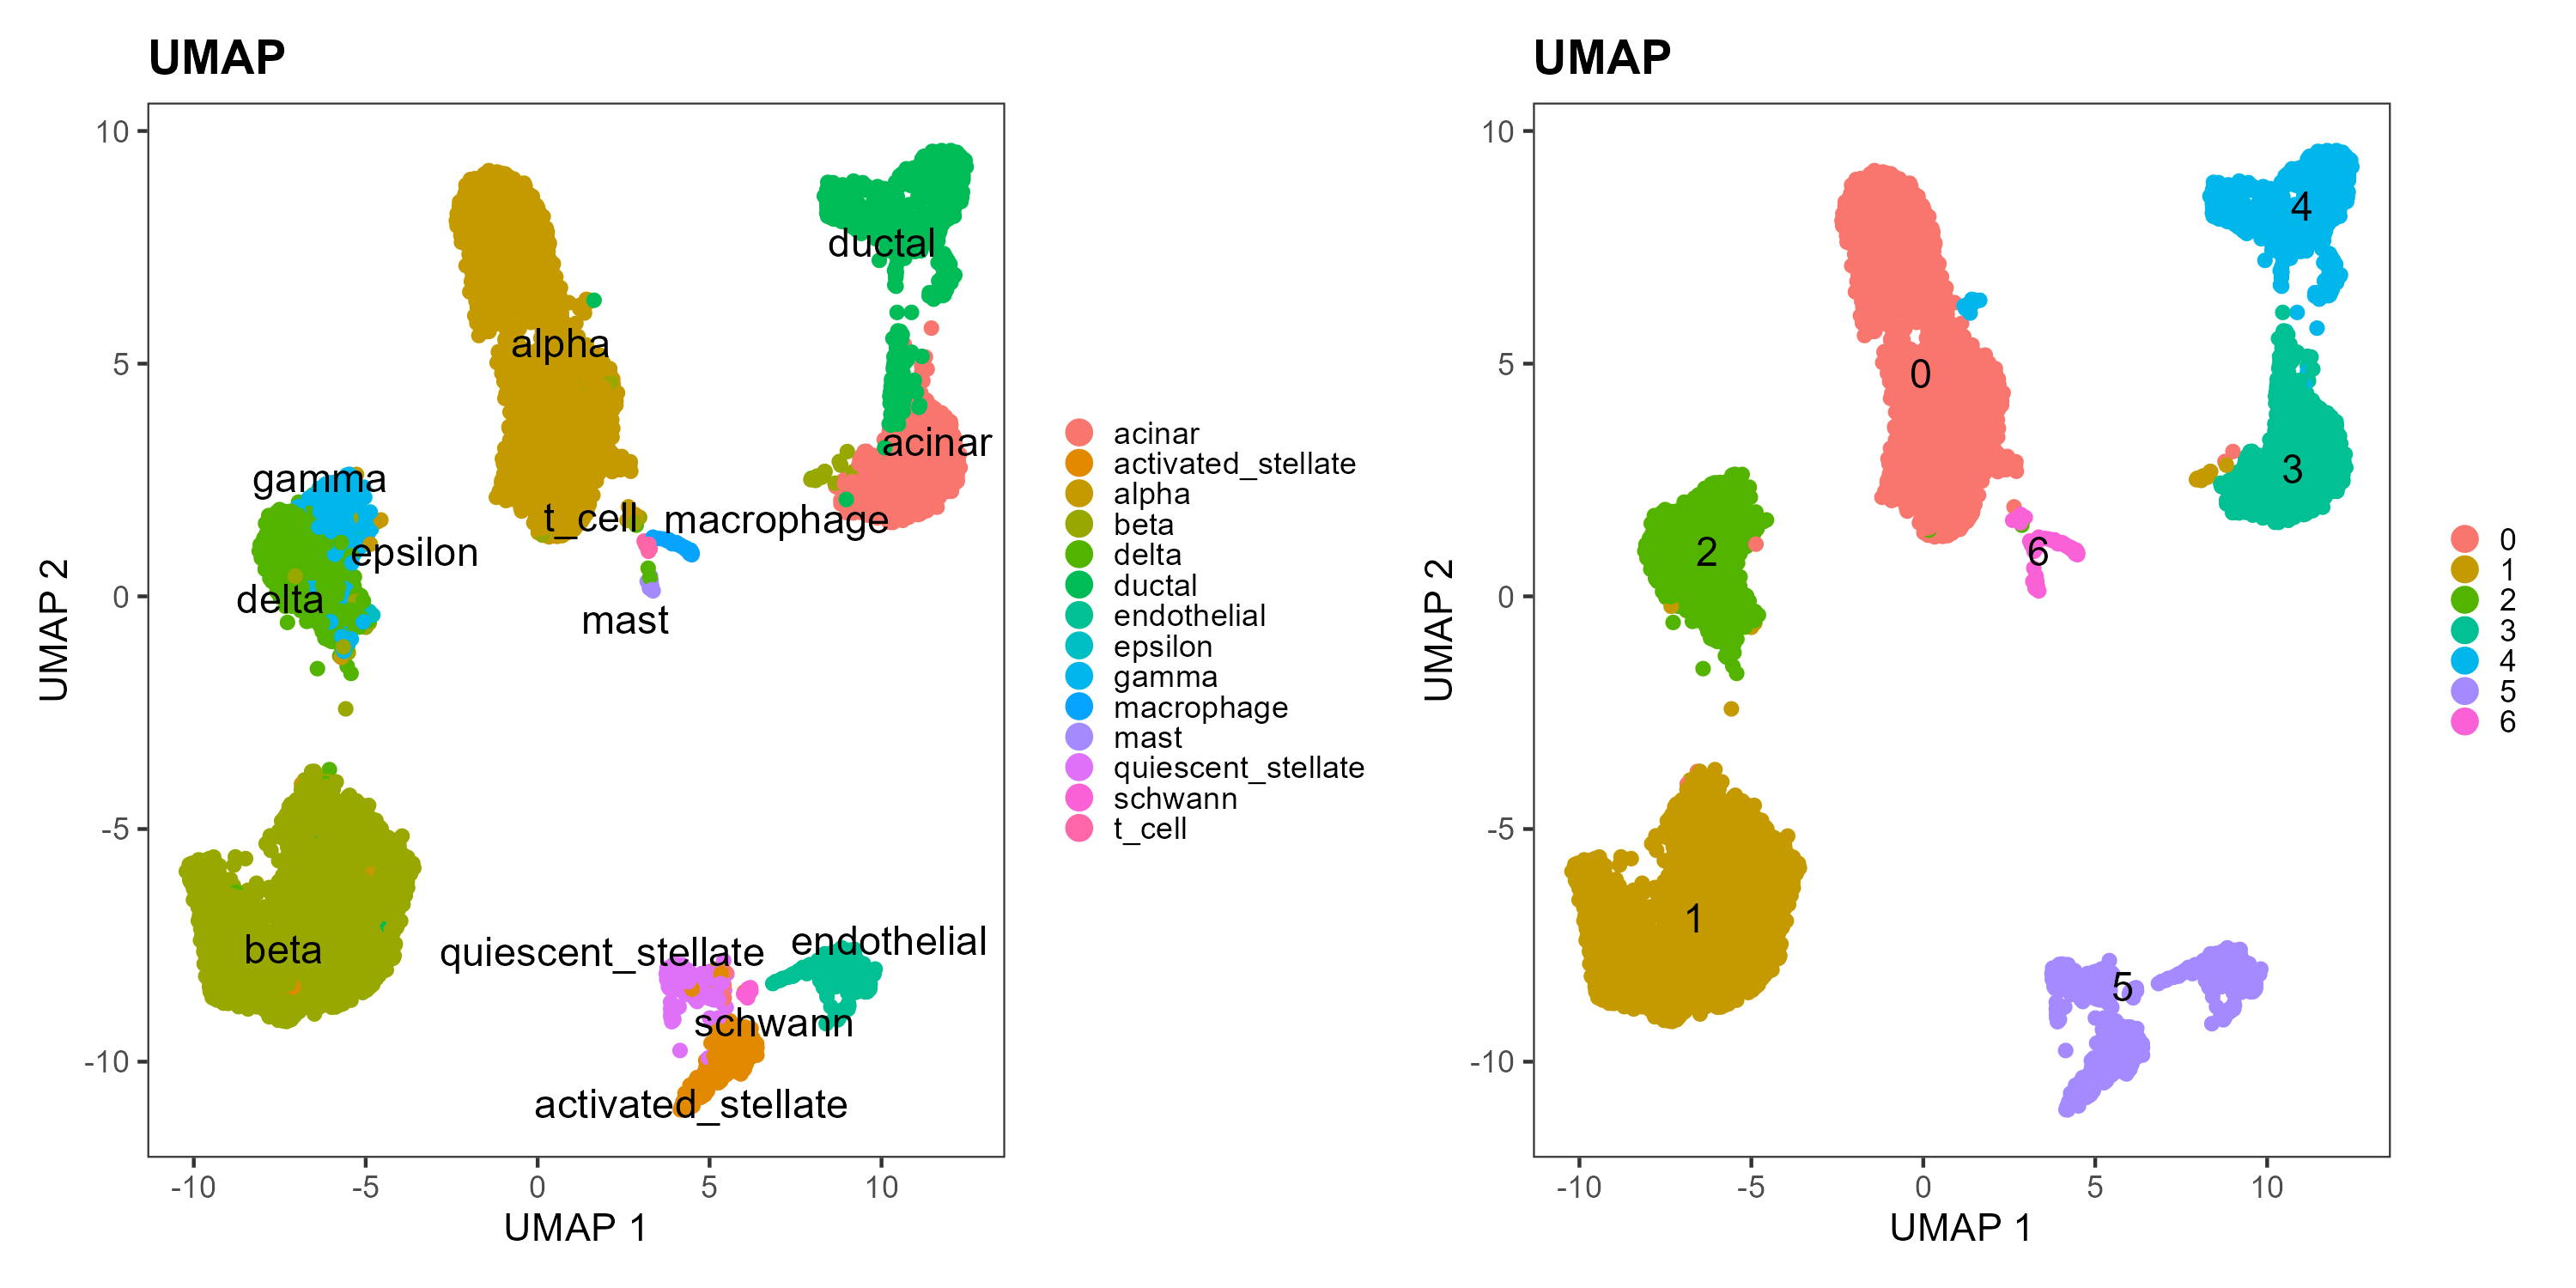 UMAP
10
5
0
-5
-10
UMAP 2
-10
-5
0
5
10
UMAP 1
alpha
ductal
acinar
gamma
epsilon
delta
t_cell
macrophage
mast
beta
quiescent_stellate
endothelial
schwann
activated_stellate
acinar
activated_stellate
alpha
beta
delta
ductal
endothelial
epsilon
gamma
macrophage
mast
quiescent_stellate
schwann
t_cell
UMAP
10
5
0
-5
-10
UMAP 2
-10
-5
0
5
10
UMAP 1
4
0
3
2
6
1
5
0
1
2
3
4
5
6